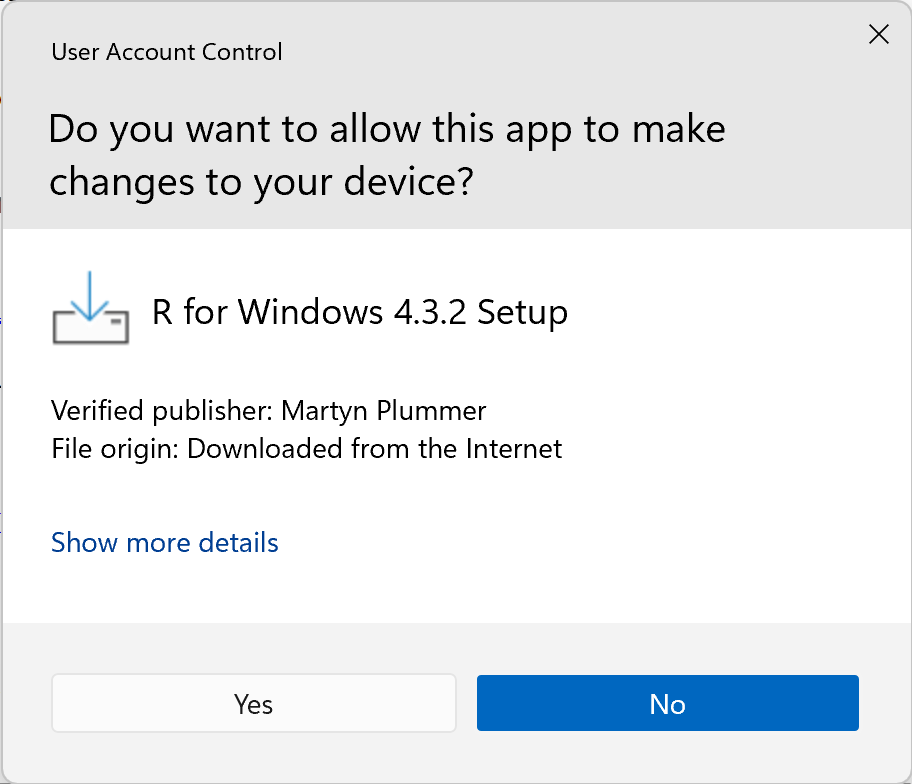 User Account Control
Do you want to allow this app to make
changes to your device?
R for Windows 4.3.2 Setup
Verified publisher: Martyn Plummer
File origin: Downloaded from the Internet
Show more details
Yes
No